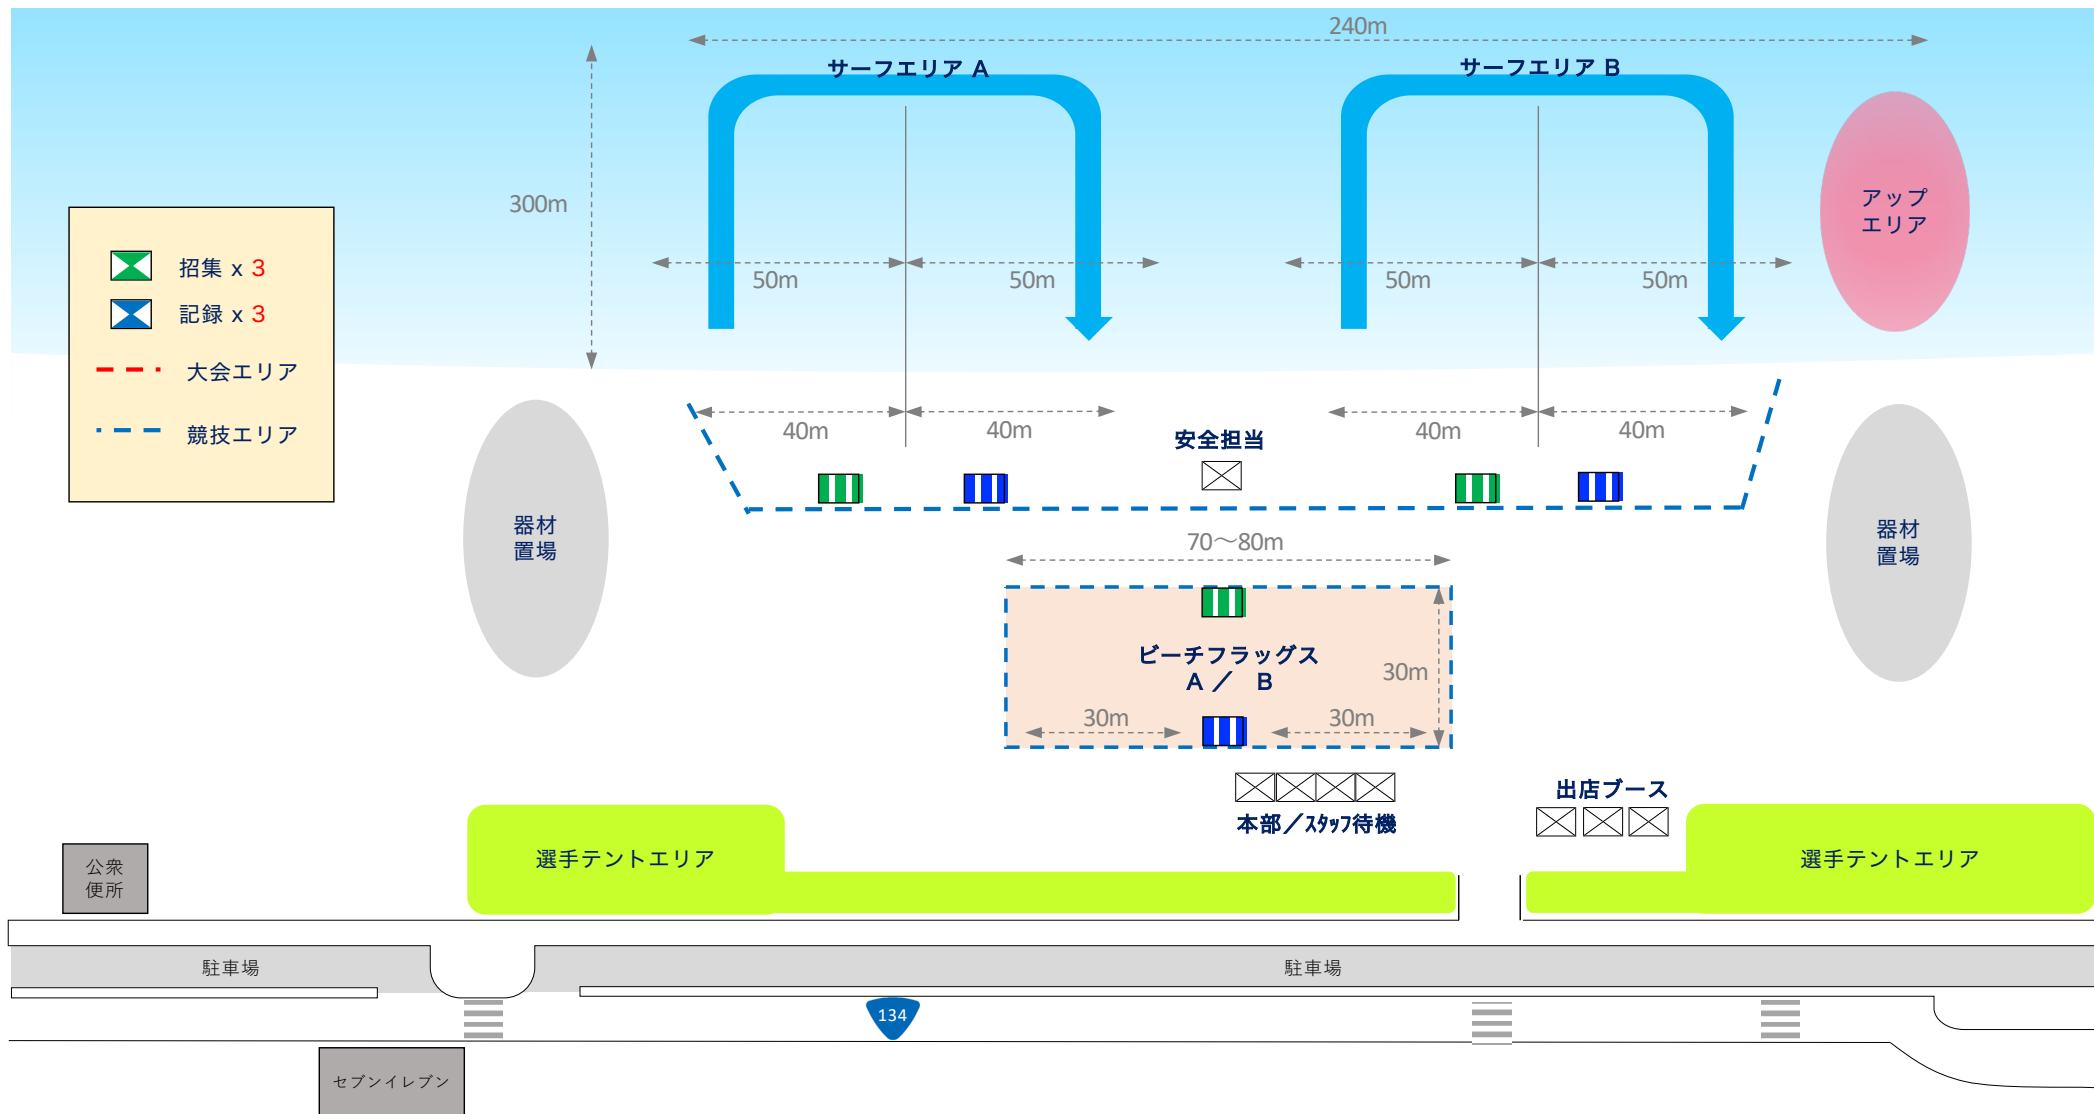 240m
サーフエリア A
サーフエリア B
300m
アップ
エリア
招集 x 3
記録 x 3
大会エリア
競技エリア
50m
50m
50m
50m
40m
40m
40m
40m
安全担当
器材
置場
器材
置場
70～80m
ビーチフラッグス
A ／ B
30m
30m
30m
本部／ｽﾀｯﾌ待機
出店ブース
選手テントエリア
選手テントエリア
公衆
便所
駐車場
駐車場
134
セブンイレブン